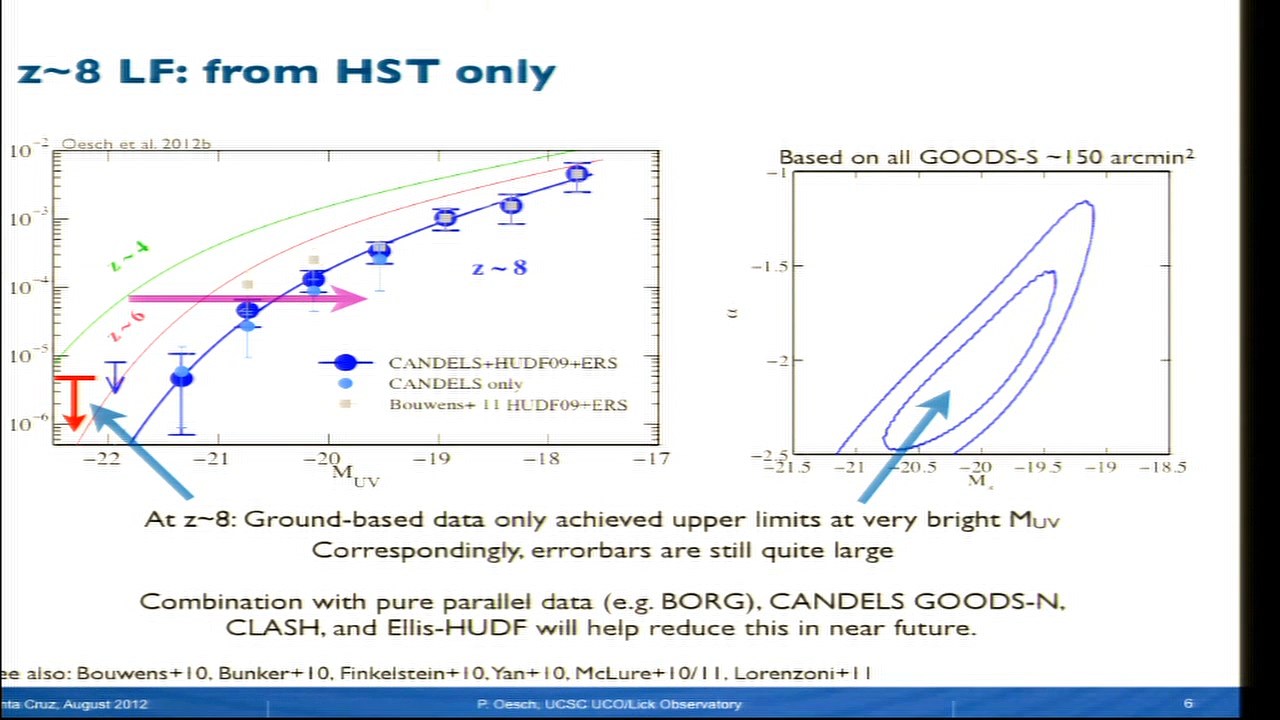 z~8 LF: from HST only
Oesch et al. 2012b
10^-2
10^-3
10^-4
10^-5
10^-6
z~4
z~6
z~8
CANDELS+HUDF09+ERS
CANDELS only
Bouwens+ 11 HUDF09+ERS
-22 -21 -20 -19 -18 -17
M_UV
Based on all GOODS-S ~150 arcmin²
-1
-1.5
-2
-2.5
α
-21.5 -21 -20.5 -20 -19.5 -19 -18.5
M*
At z~8: Ground-based data only achieved upper limits at very bright M_UV
Correspondingly, errorbars are still quite large
Combination with pure parallel data (e.g. BORG), CANDELS GOODS-N,
CLASH, and Ellis-HUDF will help reduce this in near future.
ee also: Bouwens+10, Bunker+10, Finkelstein+10, Yan+10, McLure+10/11, Lorenzoni+11
nta Cruz, August 2012
P. Oesch, UCSC UCO/Lick Observatory
6